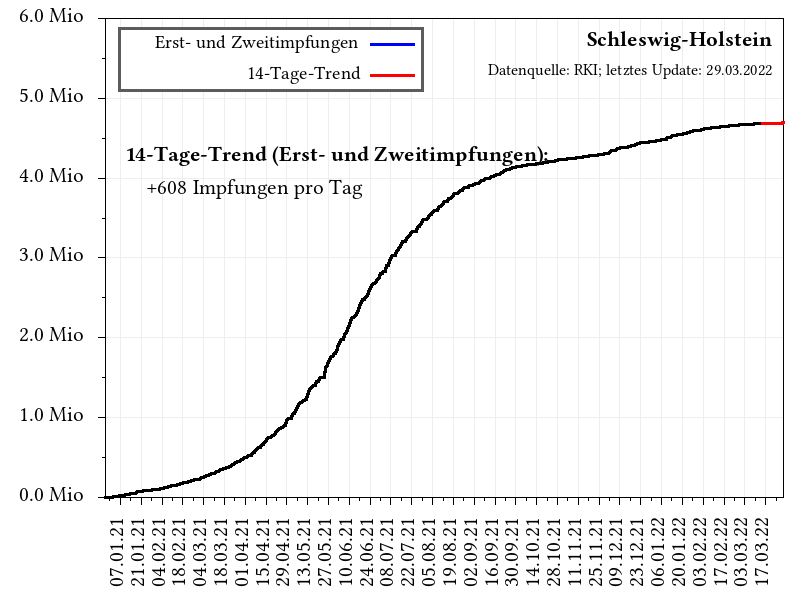 6.0 Mio
5.0 Mio
4.0 Mio
3.0 Mio
2.0 Mio
1.0 Mio
0.0 Mio
Erst- und Zweitimpfungen
14-Tage-Trend
Schleswig-Holstein
Datenquelle: RKI; letztes Update: 29.03.2022
14-Tage-Trend (Erst- und Zweitimpfungen):
+608 Impfungen pro Tag
07.01.21
21.01.21
04.02.21
18.02.21
04.03.21
18.03.21
01.04.21
15.04.21
29.04.21
13.05.21
27.05.21
10.06.21
24.06.21
08.07.21
22.07.21
05.08.21
19.08.21
02.09.21
16.09.21
30.09.21
14.10.21
28.10.21
11.11.21
25.11.21
09.12.21
23.12.21
06.01.22
20.01.22
03.02.22
17.02.22
03.03.22
17.03.22